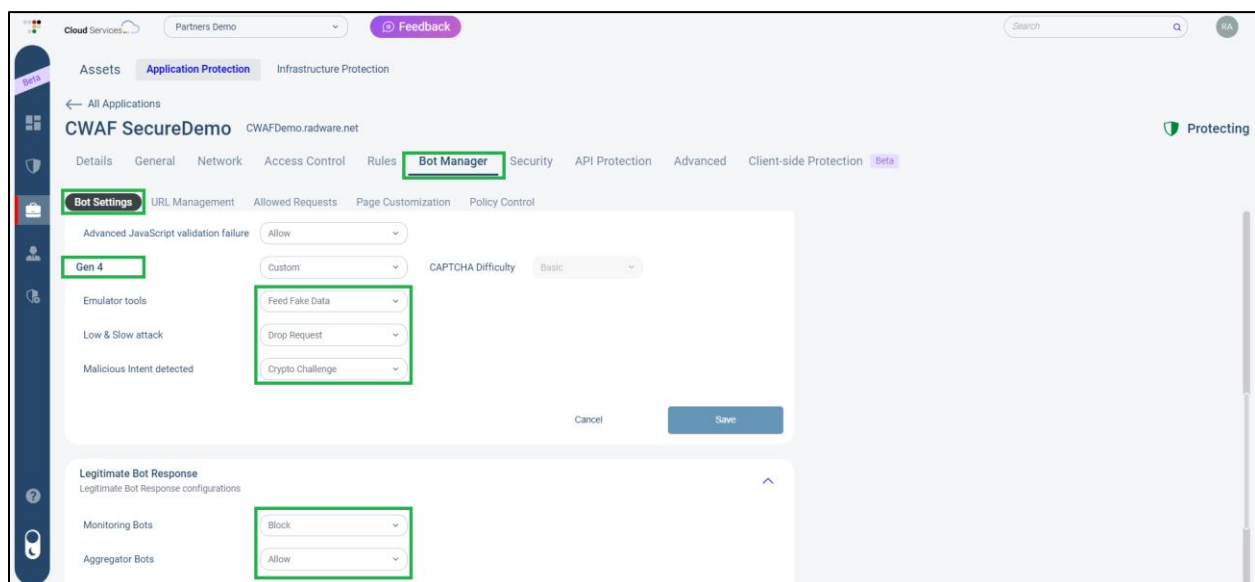 Cloud Services Partners Demo Feedback Search RA
Beta
Assets Application Protection Infrastructure Protection
← All Applications
CWAF SecureDemo CWAFDemo.radware.net Protecting
Details General Network Access Control Rules Bot Manager Security API Protection Advanced Client-side Protection Beta
Bot Settings URL Management Allowed Requests Page Customization Policy Control
Advanced JavaScript validation failure Allow
Gen 4 Custom CAPTCHA Difficulty Basic
Emulator tools Feed Fake Data
Low & Slow attack Drop Request
Malicious Intent detected Crypto Challenge
Cancel Save
Legitimate Bot Response
Legitimate Bot Response configurations
Monitoring Bots Block
Aggregator Bots Allow